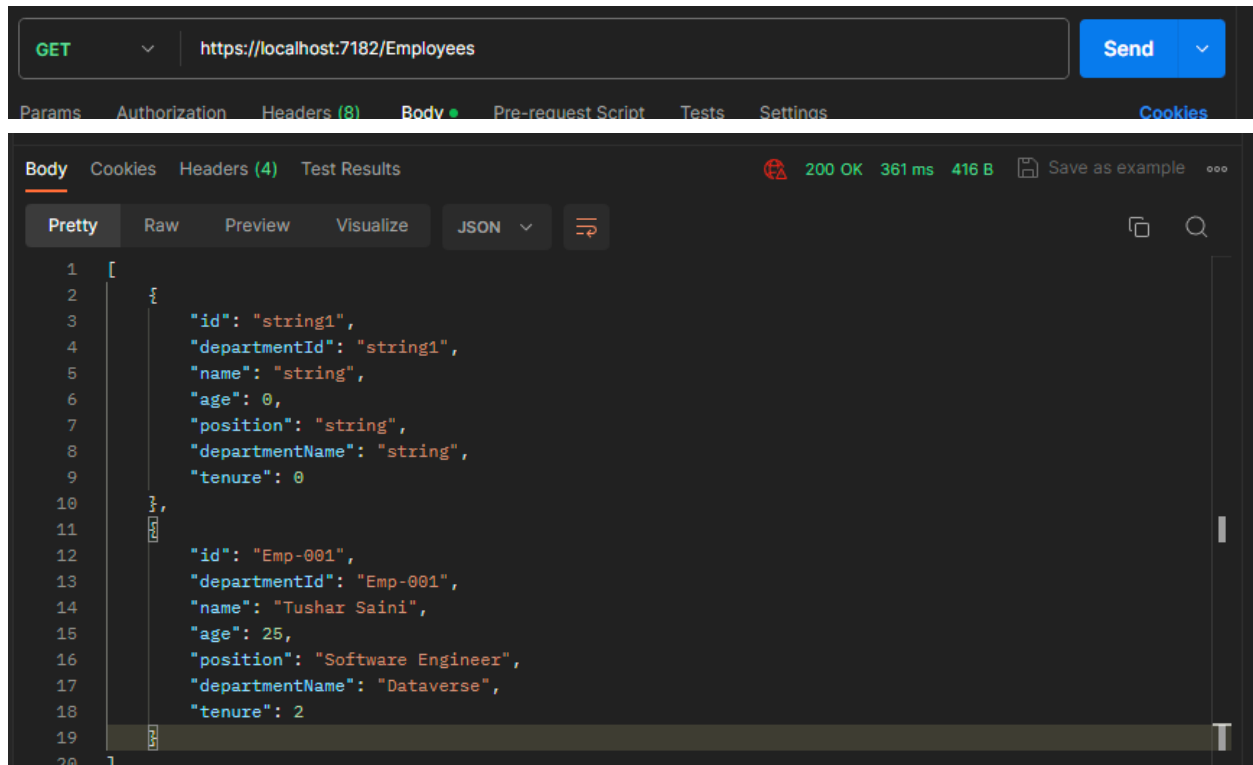 GET https://localhost:7182/Employees Send
Params Authorization Headers (8) Body Pre-request Script Tests Settings Cookies
Body Cookies Headers (4) Test Results 200 OK 361 ms 416 B Save as example
Pretty Raw Preview Visualize JSON
1 [
2 {
3 "id": "string1",
4 "departmentId": "string1",
5 "name": "string",
6 "age": 0,
7 "position": "string",
8 "departmentName": "string",
9 "tenure": 0
10 },
11 {
12 "id": "Emp-001",
13 "departmentId": "Emp-001",
14 "name": "Tushar Saini",
15 "age": 25,
16 "position": "Software Engineer",
17 "departmentName": "Dataverse",
18 "tenure": 2
19 }
20 ]